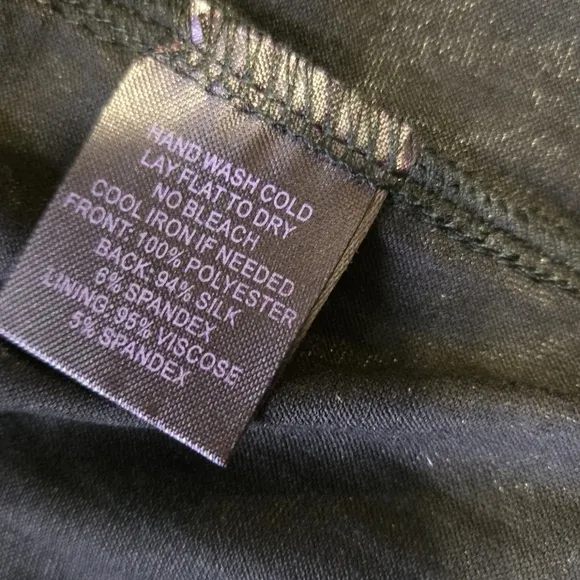 HAND WASH COLD
LAY FLAT TO DRY
NO BLEACH
COOL IRON IF NEEDED
FRONT: 100% POLYESTER
BACK: 94% SILK
6% SPANDEX
LINING: 95% VISCOSE
5% SPANDEX